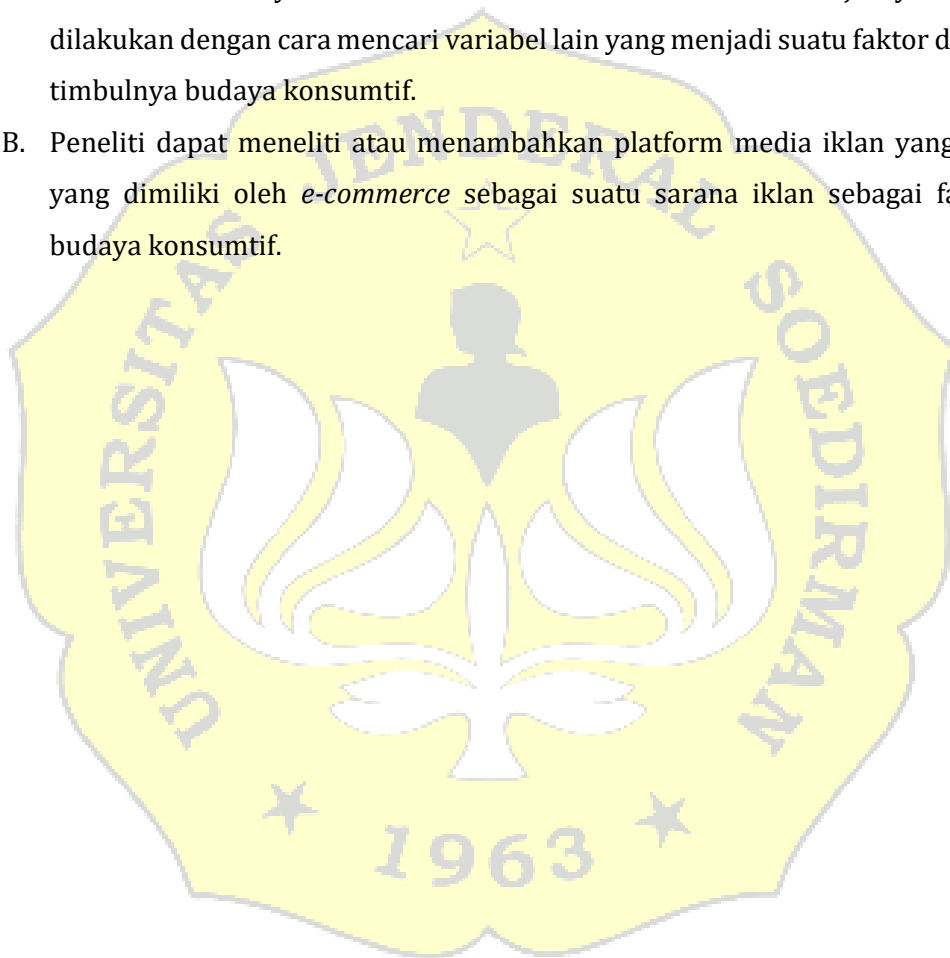 dilakukan dengan cara mencari variabel lain yang menjadi suatu faktor
timbulnya budaya konsumtif.
B. Peneliti dapat meneliti atau menambahkan platform media iklan yang
yang dimiliki oleh e-commerce sebagai suatu sarana iklan sebagai
budaya konsumtif.
UNIVERSITAS JENDERAL SOEDIRMAN
1963